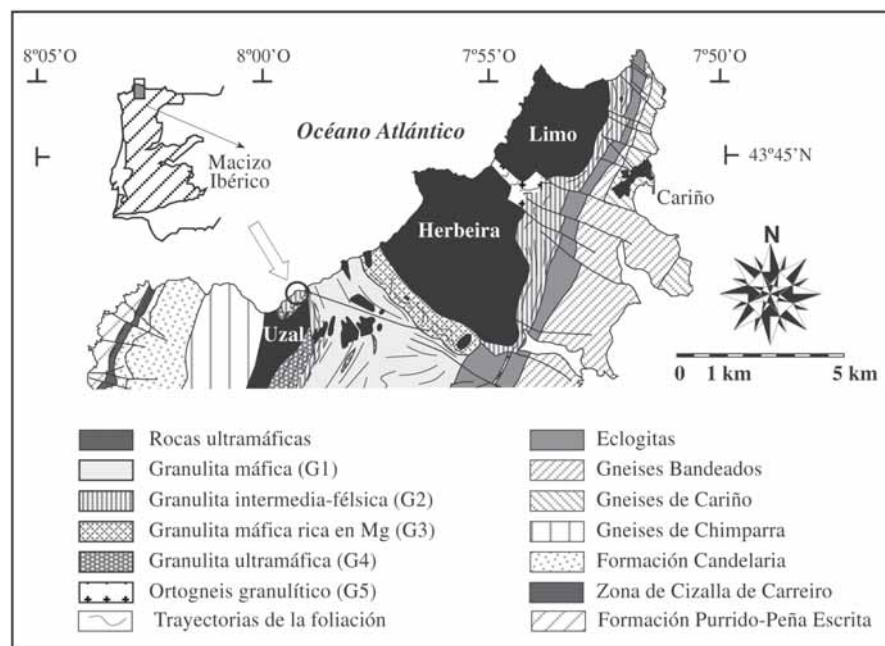 8º05'O
8º00'O
7º55'O
7º50'O
Océano Atlántico
Limo
43º45'N
Macizo
Ibérico
Cariño
Herbeira
N
Uzal
0 1 km 5 km
Rocas ultramáficas
Granulita máfica (G1)
Granulita intermedia-félsica (G2)
Granulita máfica rica en Mg (G3)
Granulita ultramáfica (G4)
Ortogneis granulítico (G5)
Trayectorias de la foliación
Eclogitas
Gneises Bandeados
Gneises de Cariño
Gneises de Chimparra
Formación Candelaria
Zona de Cizalla de Carreiro
Formación Purrido-Peña Escrita